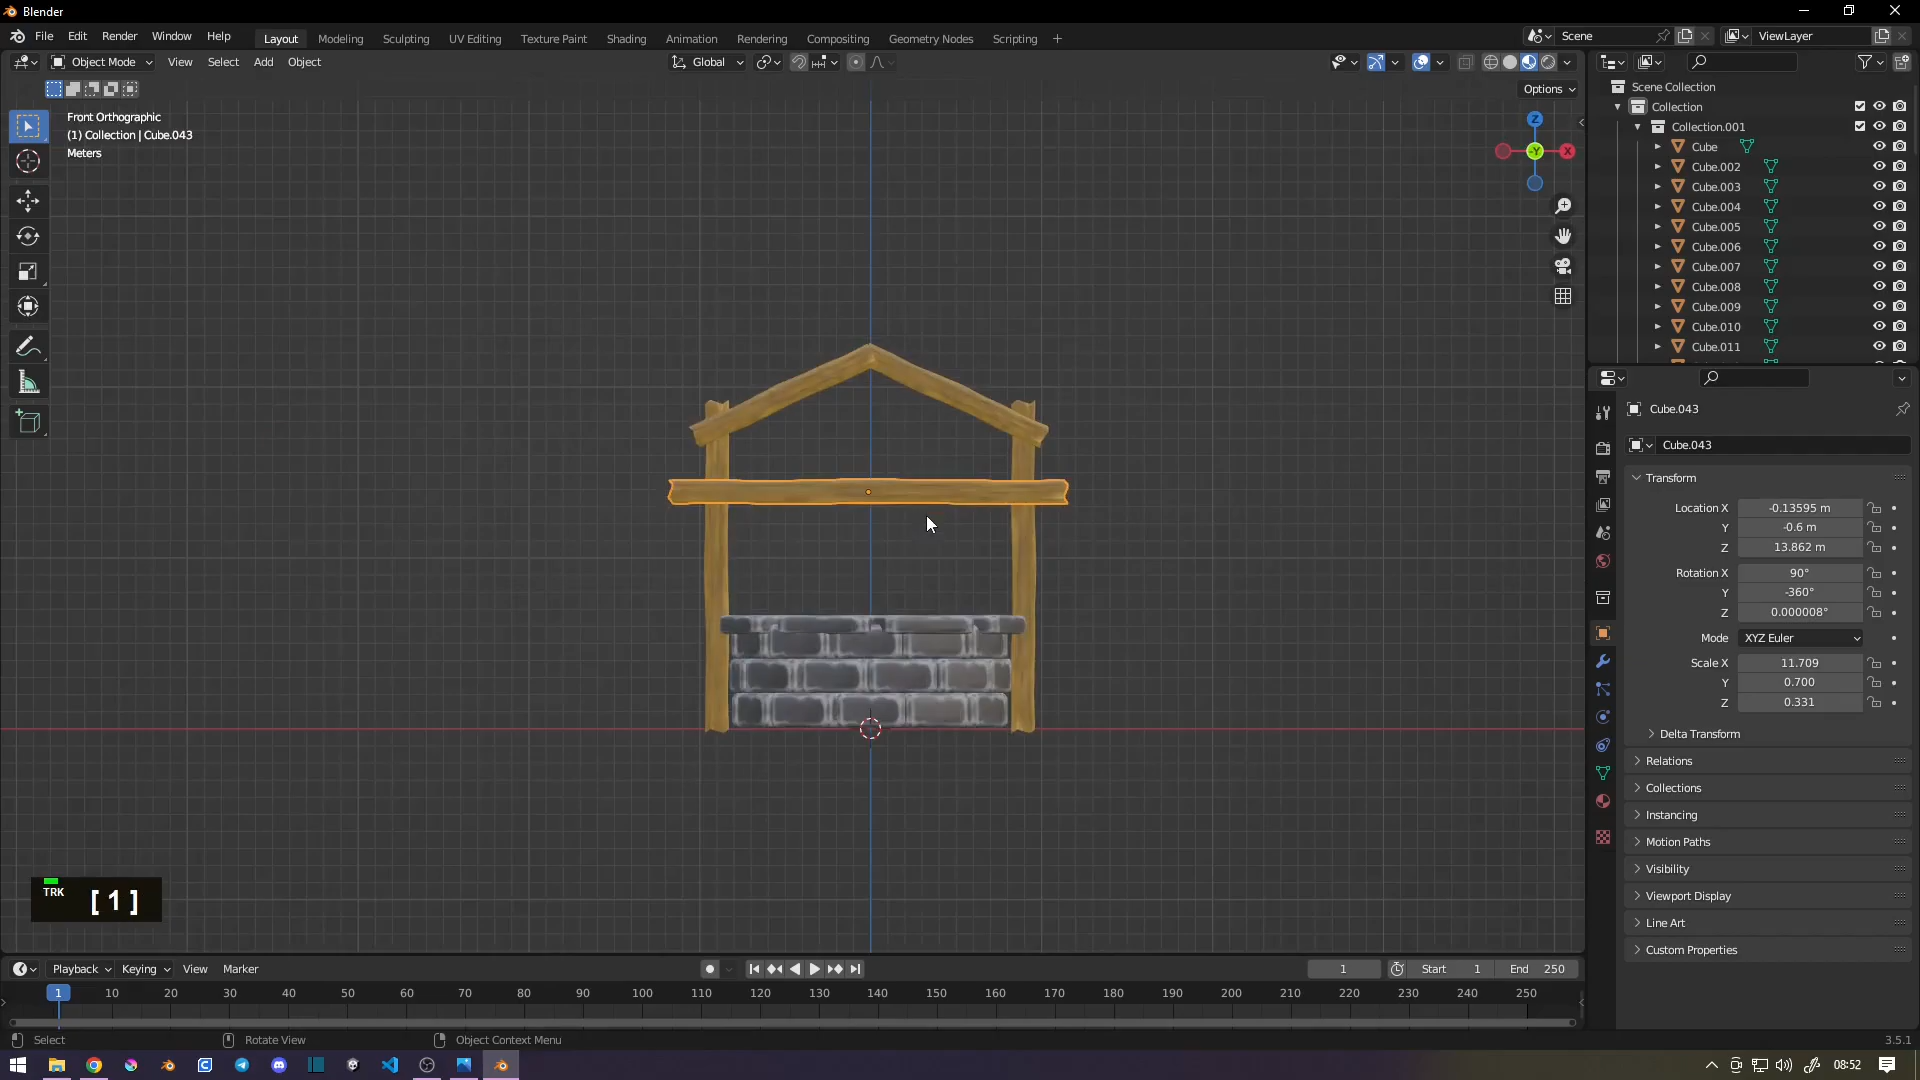 Blender
File Edit Render Window Help
Layout Modeling Sculpting UV Editing Texture Paint Shading Animation Rendering Compositing Geometry Nodes Scripting +
Scene
ViewLayer
Object Mode View Select Add Object
Global
Options
Front Orthographic
(1) Collection | Cube.043
Meters
Z
-Y
X
Scene Collection
Collection
Collection.001
Cube
Cube.002
Cube.003
Cube.004
Cube.005
Cube.006
Cube.007
Cube.008
Cube.009
Cube.010
Cube.011
Cube.043
Cube.043
Transform
Location X -0.13595 m
Y -0.6 m
Z 13.862 m
Rotation X 90°
Y -360°
Z 0.000008°
Mode XYZ Euler
Scale X 11.709
Y 0.700
Z 0.331
Delta Transform
Relations
Collections
Instancing
Motion Paths
Visibility
Viewport Display
Line Art
Custom Properties
TRK [ 1 ]
Playback Keying View Marker
1 Start 1 End 250
1 10 20 30 40 50 60 70 80 90 100 110 120 130 140 150 160 170 180 190 200 210 220 230 240 250
Select Rotate View Object Context Menu 3.5.1
08:52